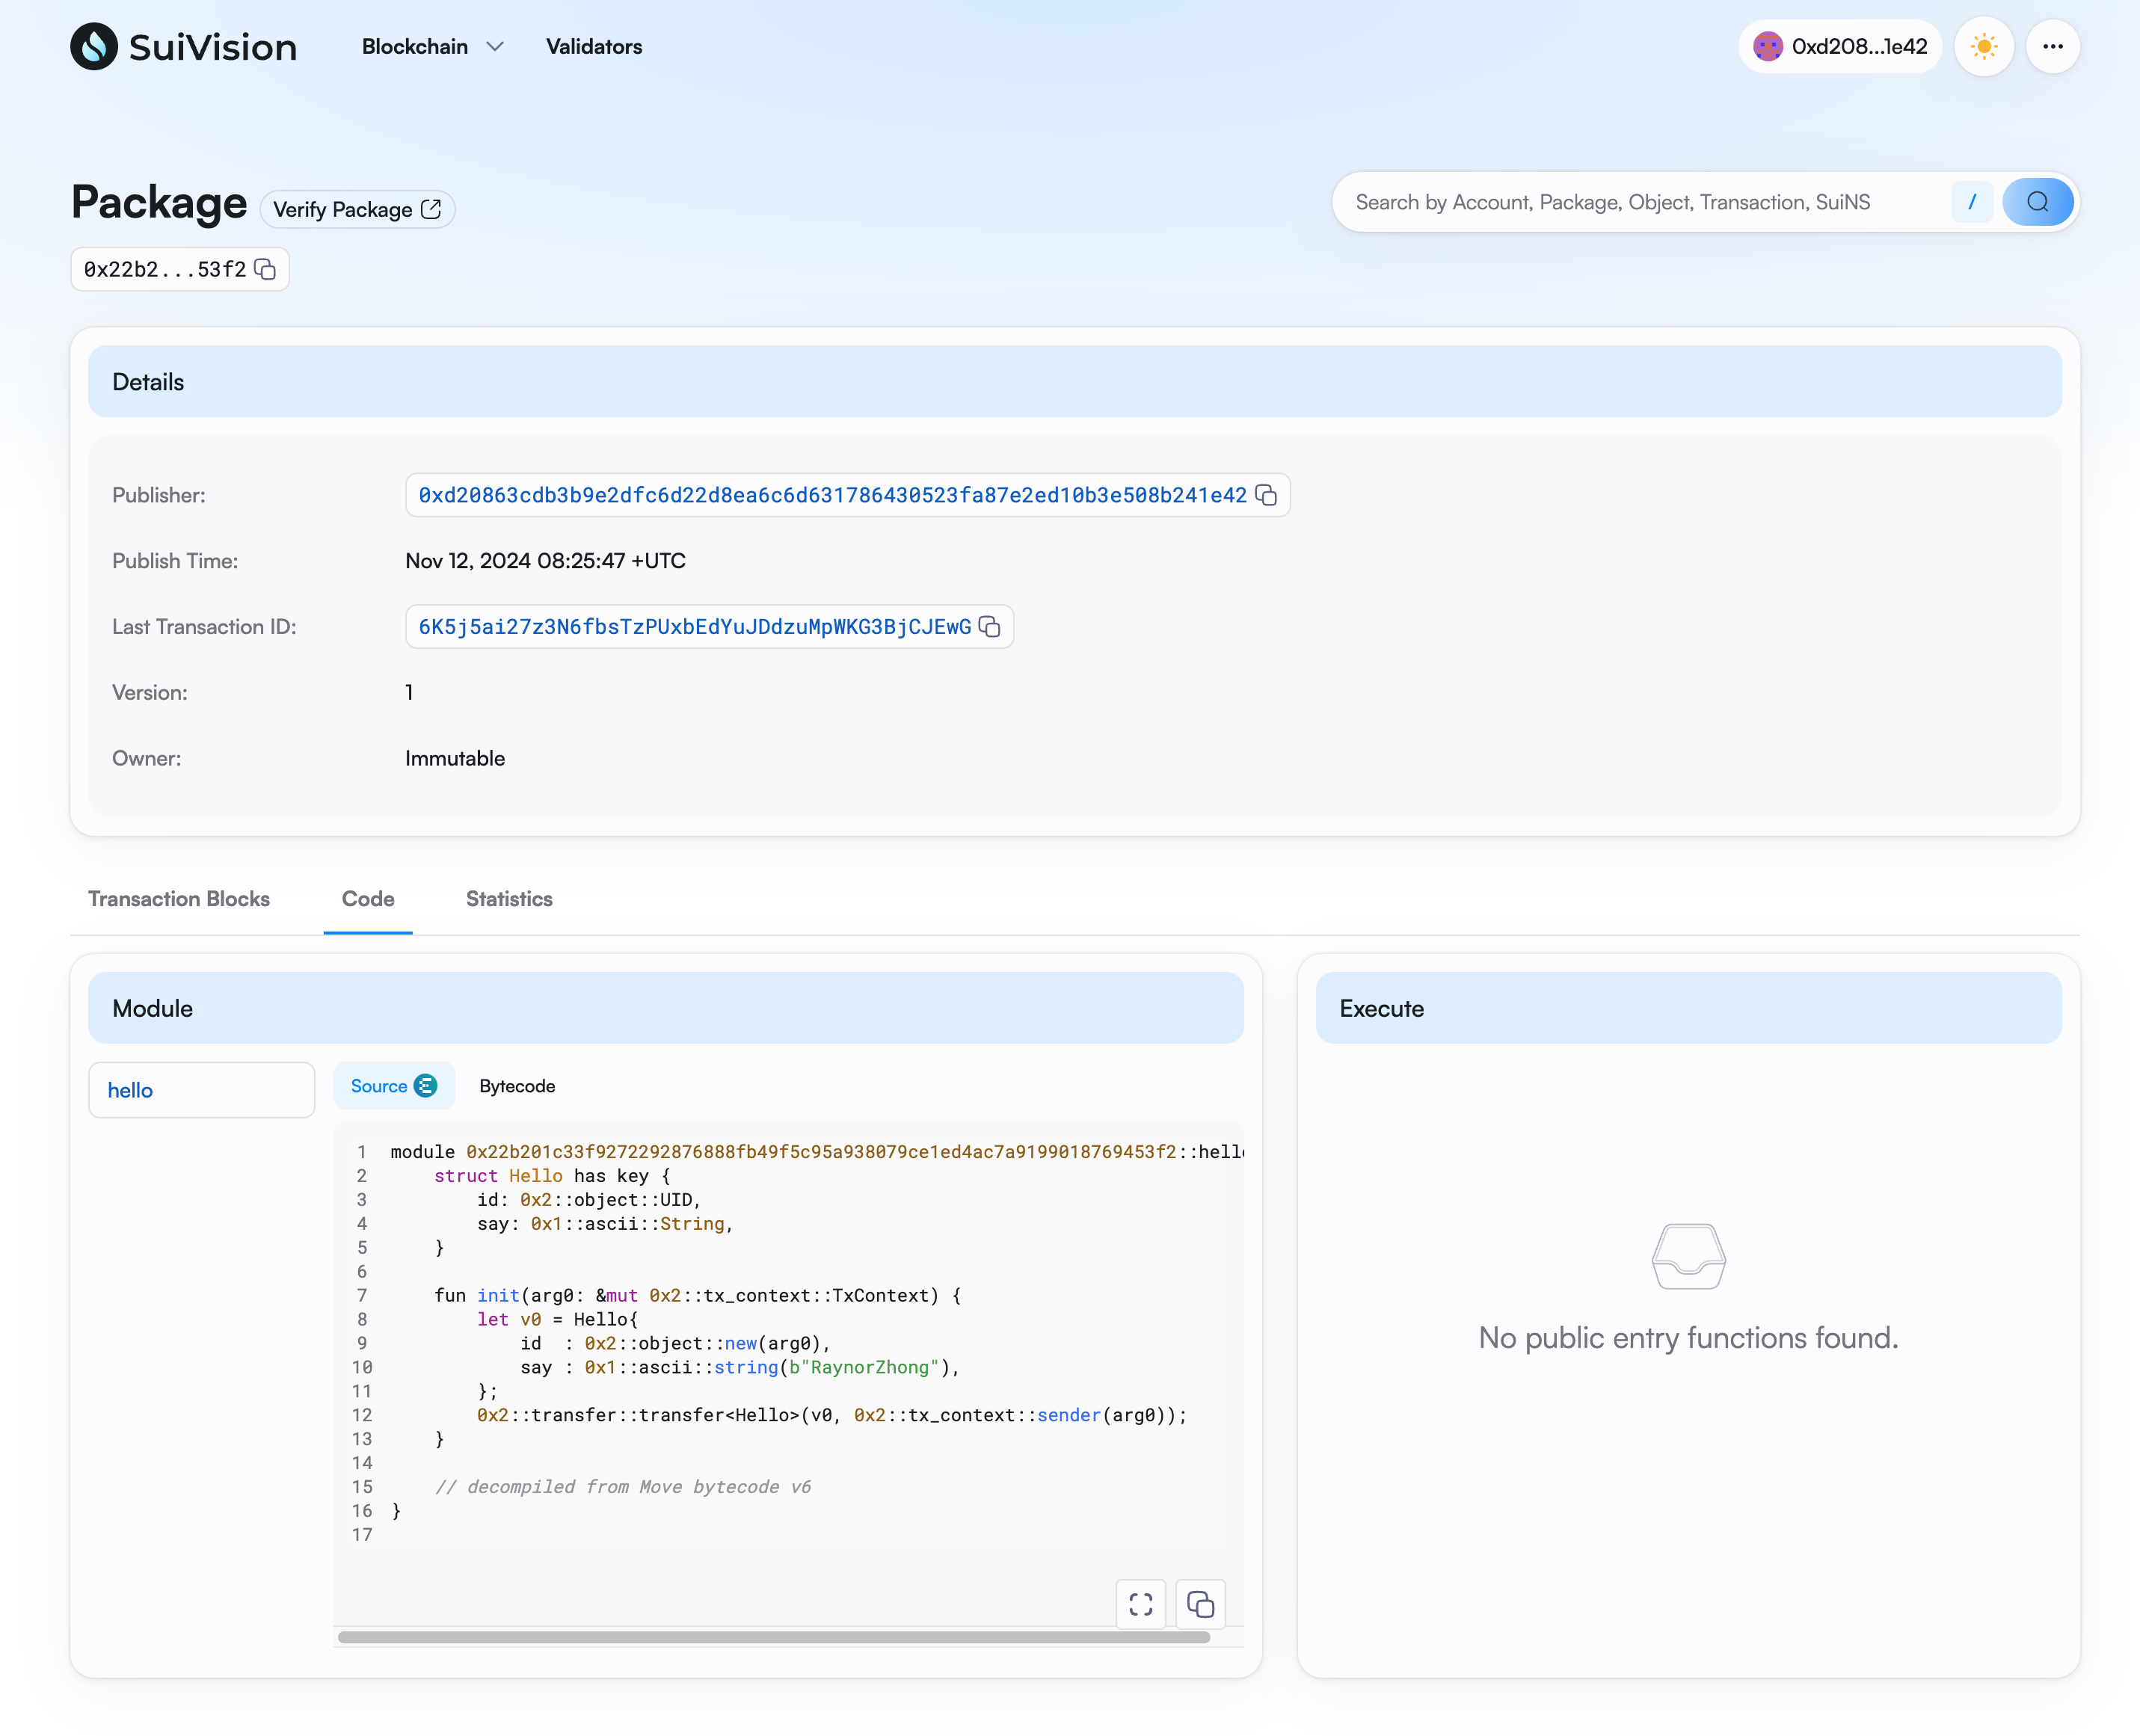 SuiVision
Blockchain
Validators
0xd208...1e42
Package
Verify Package
Search by Account, Package, Object, Transaction, SuiNS
/
0x22b2...53f2
Details
Publisher:
0xd20863cdb3b9e2dfc6d22d8ea6c6d631786430523fa87e2ed10b3e508b241e42
Publish Time:
Nov 12, 2024 08:25:47 +UTC
Last Transaction ID:
6K5j5ai27z3N6fbsTzPUxbEdYuJDdzuMpWKG3BjCJEwG
Version:
1
Owner:
Immutable
Transaction Blocks
Code
Statistics
Module
hello
Source
Bytecode
1 module 0x22b201c33f9272292876888fb49f5c95a938079ce1ed4ac7a9199018769453f2::hell
2     struct Hello has key {
3         id: 0x2::object::UID,
4         say: 0x1::ascii::String,
5     }
6
7     fun init(arg0: &mut 0x2::tx_context::TxContext) {
8         let v0 = Hello{
9             id  : 0x2::object::new(arg0),
10             say : 0x1::ascii::string(b"RaynorZhong"),
11         };
12         0x2::transfer::transfer<Hello>(v0, 0x2::tx_context::sender(arg0));
13     }
14
15     // decompiled from Move bytecode v6
16 }
17
Execute
No public entry functions found.